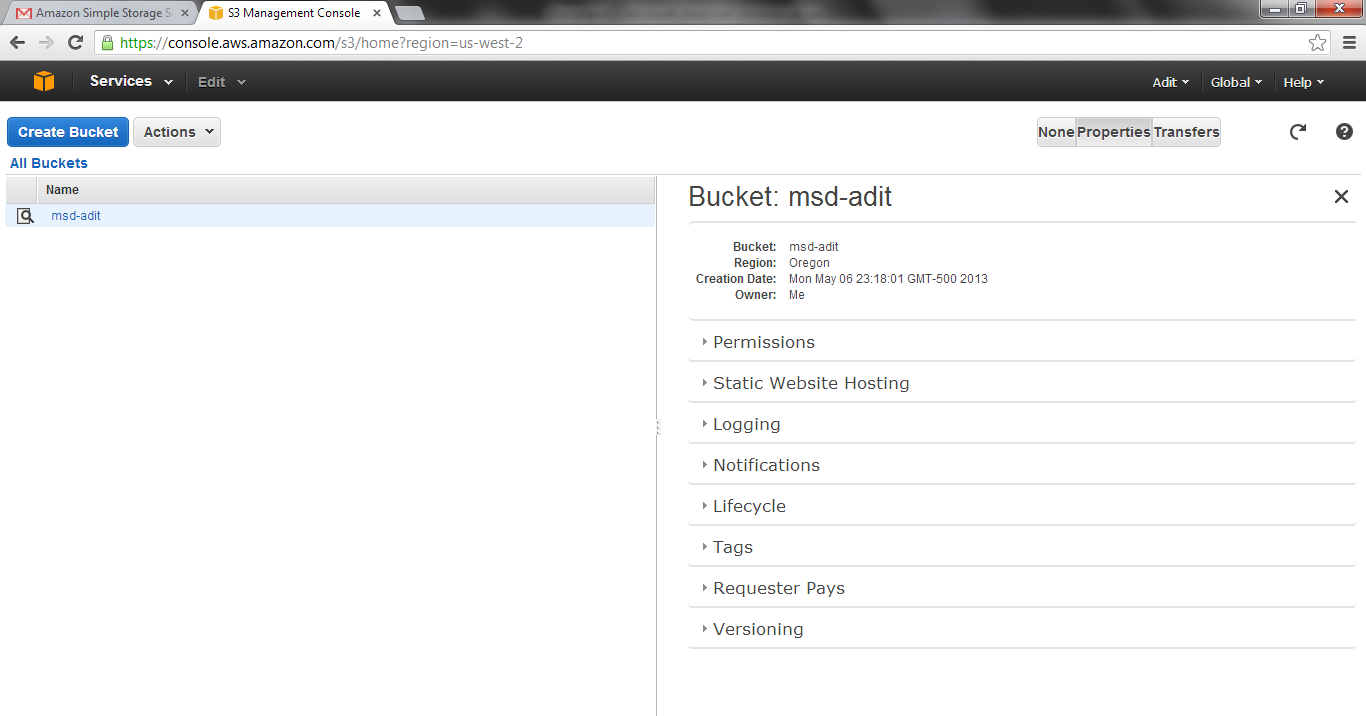 Amazon Simple Storage S
S3 Management Console
https://console.aws.amazon.com/s3/home?region=us-west-2
Services Edit Adit Global Help
Create Bucket Actions None Properties Transfers
All Buckets
Name
msd-adit
Bucket: msd-adit
Bucket: msd-adit
Region: Oregon
Creation Date: Mon May 06 23:18:01 GMT-500 2013
Owner: Me
Permissions
Static Website Hosting
Logging
Notifications
Lifecycle
Tags
Requester Pays
Versioning